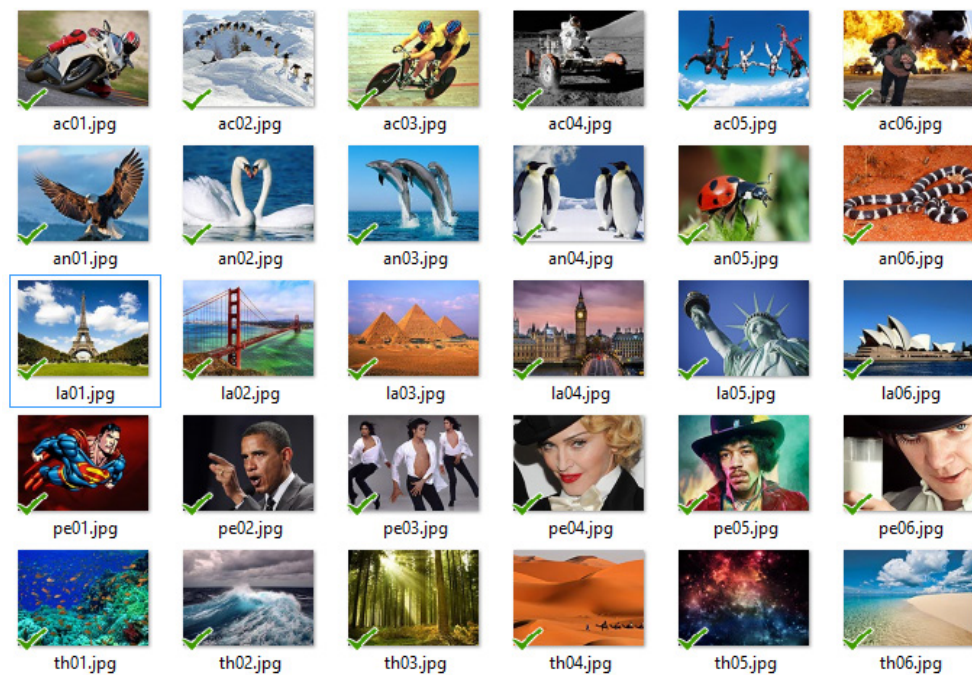 ac01.jpg ac02.jpg ac03.jpg ac04.jpg ac05.jpg ac06.jpg
an01.jpg an02.jpg an03.jpg an04.jpg an05.jpg an06.jpg
la01.jpg la02.jpg la03.jpg la04.jpg la05.jpg la06.jpg
pe01.jpg pe02.jpg pe03.jpg pe04.jpg pe05.jpg pe06.jpg
th01.jpg th02.jpg th03.jpg th04.jpg th05.jpg th06.jpg